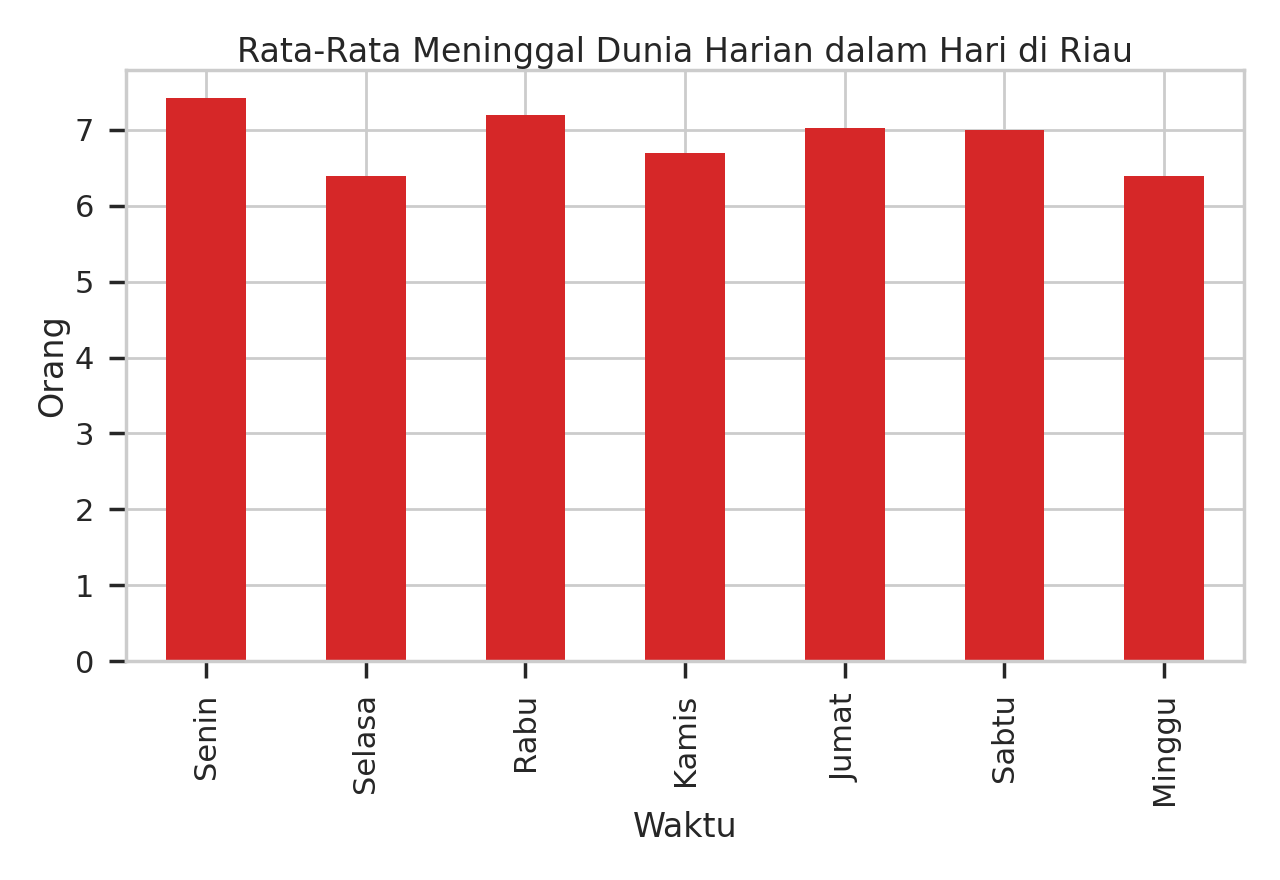 Rata-Rata Meninggal Dunia Harian dalam Hari di Riau
7
6
5
4
3
2
1
0
Orang
Senin
Selasa
Rabu
Kamis
Jumat
Sabtu
Minggu
Waktu